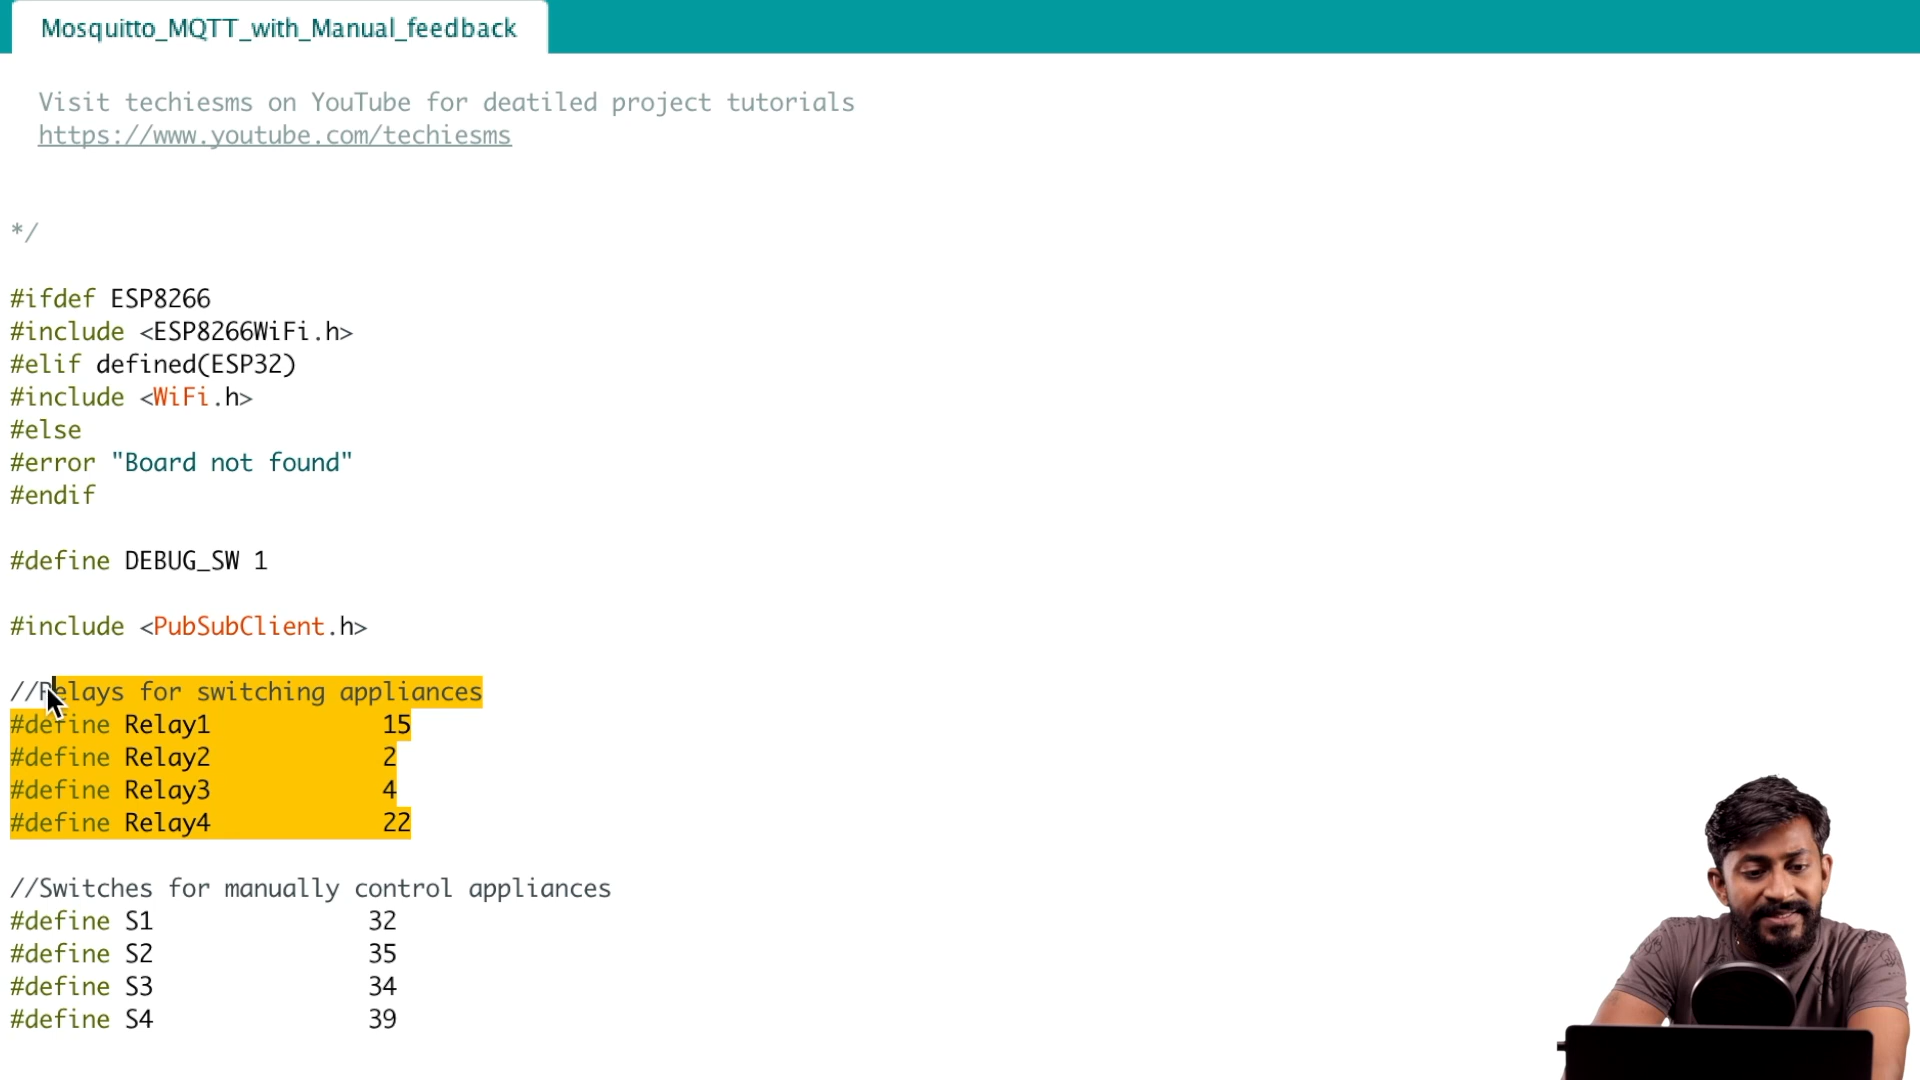 Mosquitto_MQTT_with_Manual_feedback
Visit techiesms on YouTube for deatiled project tutorials
https://www.youtube.com/techiesms
*/
#ifdef ESP8266
#include <ESP8266WiFi.h>
#elif defined(ESP32)
#include <WiFi.h>
#else
#error "Board not found"
#endif
#define DEBUG_SW 1
#include <PubSubClient.h>
//Relays for switching appliances
#define Relay1 15
#define Relay2 2
#define Relay3 4
#define Relay4 22
//Switches for manually control appliances
#define S1 32
#define S2 35
#define S3 34
#define S4 39